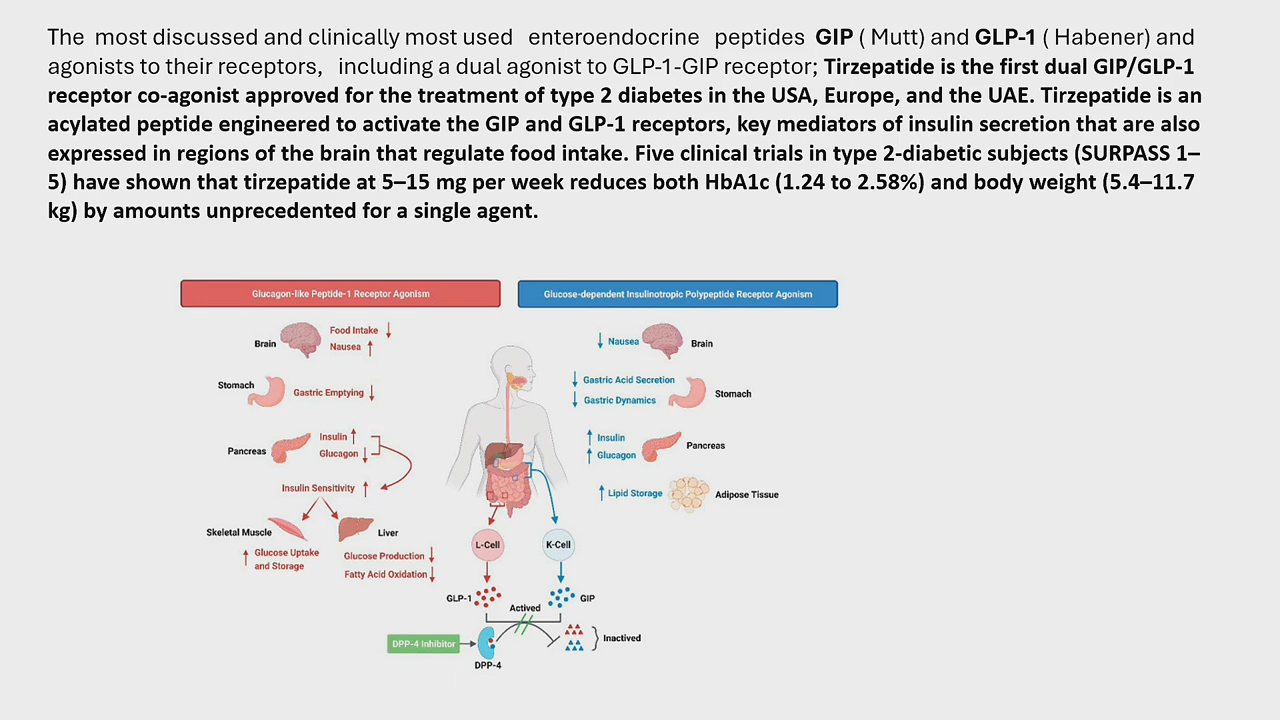 The most discussed and clinically most used enteroendocrine peptides GIP ( Mutt) and GLP-1 ( Habener) and
agonists to their receptors, including a dual agonist to GLP-1-GIP receptor; Tirzepatide is the first dual GIP/GLP-1
receptor co-agonist approved for the treatment of type 2 diabetes in the USA, Europe, and the UAE. Tirzepatide is an
acylated peptide engineered to activate the GIP and GLP-1 receptors, key mediators of insulin secretion that are also
expressed in regions of the brain that regulate food intake. Five clinical trials in type 2-diabetic subjects (SURPASS 1–
5) have shown that tirzepatide at 5–15 mg per week reduces both HbA1c (1.24 to 2.58%) and body weight (5.4–11.7
kg) by amounts unprecedented for a single agent.
Glucagon-like Peptide-1 Receptor Agonism
Brain
Food Intake ↓
Nausea ↑
Stomach
Gastric Emptying ↓
Pancreas
Insulin ↑
Glucagon ↓
Insulin Sensitivity ↑
Skeletal Muscle
↑ Glucose Uptake
and Storage
Liver
Glucose Production ↓
Fatty Acid Oxidation ↓
Glucose-dependent Insulinotropic Polypeptide Receptor Agonism
↓ Nausea
Brain
↓ Gastric Acid Secretion
↓ Gastric Dynamics
Stomach
↑ Insulin
↑ Glucagon
Pancreas
↑ Lipid Storage
Adipose Tissue
L-Cell
K-Cell
GLP-1
GIP
Actived
DPP-4 Inhibitor
DPP-4
Inactived